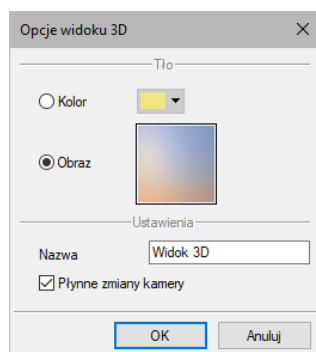 Opcje widoku 3D
Tło
Kolor
Obraz
Ustawienia
Nazwa Widok 3D
Płynne zmiany kamery
OK Anuluj